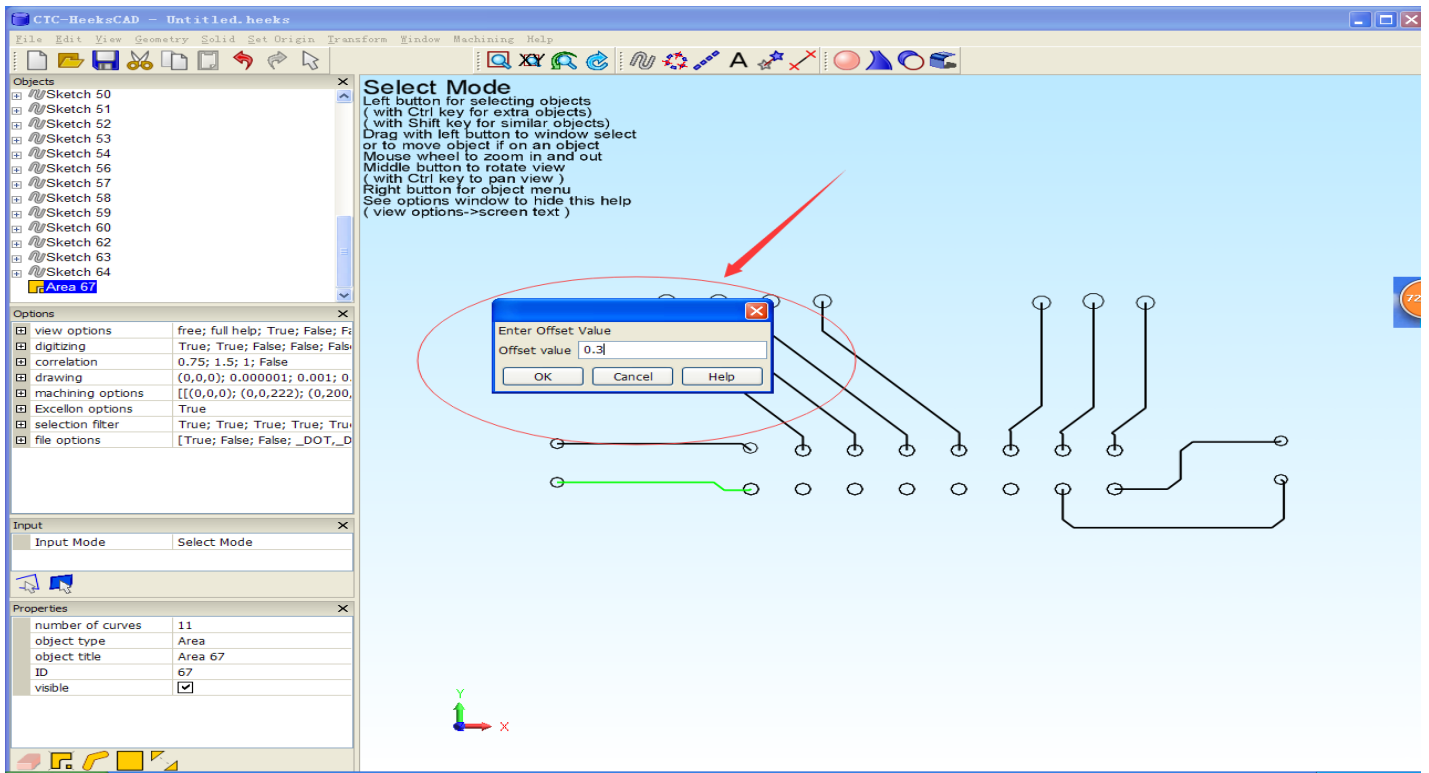 CTC-HeeksCAD - Untitled.heeks
File Edit View Geometry Solid Set Origin Transform Window Machining Help
Objects
Sketch 50
Sketch 51
Sketch 52
Sketch 53
Sketch 54
Sketch 56
Sketch 57
Sketch 58
Sketch 59
Sketch 60
Sketch 62
Sketch 63
Sketch 64
Area 67
Options
view options free; full help; True; False; Fa
digitizing True; True; False; False; Fals
correlation 0.75; 1.5; 1; False
drawing (0,0,0); 0.000001; 0.001; 0.
machining options [[(0,0,0); (0,0,222); (0,200,
Excellon options True
selection filter True; True; True; True; Tru
file options [True; False; False; _DOT,_D
Input
Input Mode Select Mode
Properties
number of curves 11
object type Area
object title Area 67
ID 67
visible
Select Mode
Left button for selecting objects
( with Ctrl key for extra objects)
( with Shift key for similar objects)
Drag with left button to window select
or to move object if on an object
Mouse wheel to zoom in and out
Middle button to rotate view
( with Ctrl key to pan view )
Right button for object menu
See options window to hide this help
( view options->screen text )
Enter Offset Value
Offset value 0.3
OK Cancel Help
72
Y
X